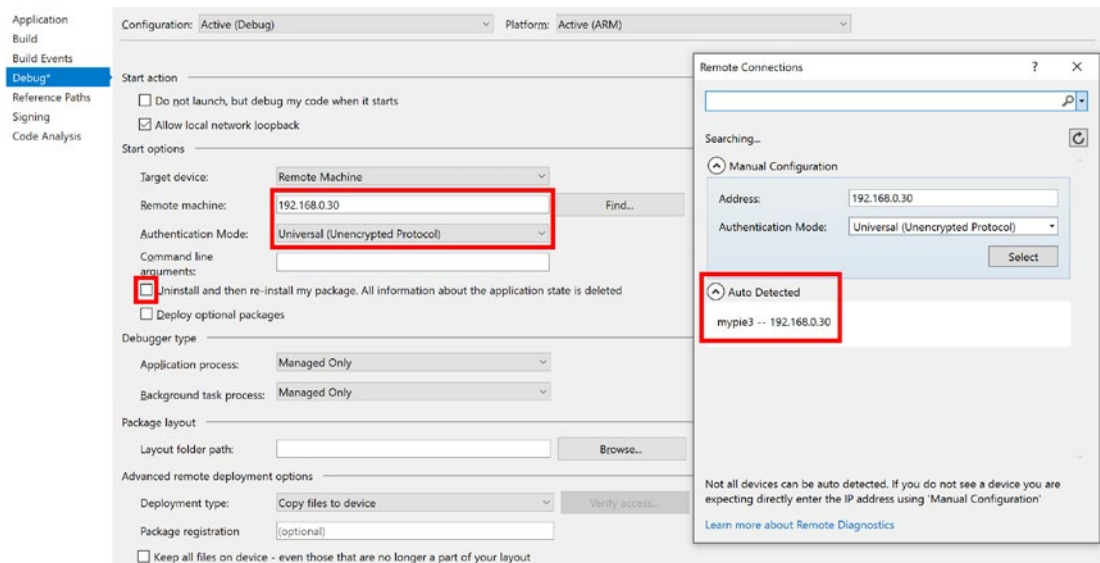 Application
Build
Build Events
Debug*
Reference Paths
Signing
Code Analysis
Configuration: Active (Debug) Platform: Active (ARM)
Start action
Do not launch, but debug my code when it starts
Allow local network loopback
Start options
Target device: Remote Machine
Remote machine: 192.168.0.30 Find...
Authentication Mode: Universal (Unencrypted Protocol)
Command line
arguments:
Uninstall and then re-install my package. All information about the application state is deleted
Deploy optional packages
Debugger type
Application process: Managed Only
Background task process: Managed Only
Package layout
Layout folder path: Browse...
Advanced remote deployment options
Deployment type: Copy files to device Verify access...
Package registration (optional)
Keep all files on device - even those that are no longer a part of your layout
Remote Connections ? X
Searching...
Manual Configuration
Address: 192.168.0.30
Authentication Mode: Universal (Unencrypted Protocol)
Select
Auto Detected
mypie3 -- 192.168.0.30
Not all devices can be auto detected. If you do not see a device you are
expecting directly enter the IP address using 'Manual Configuration'
Learn more about Remote Diagnostics